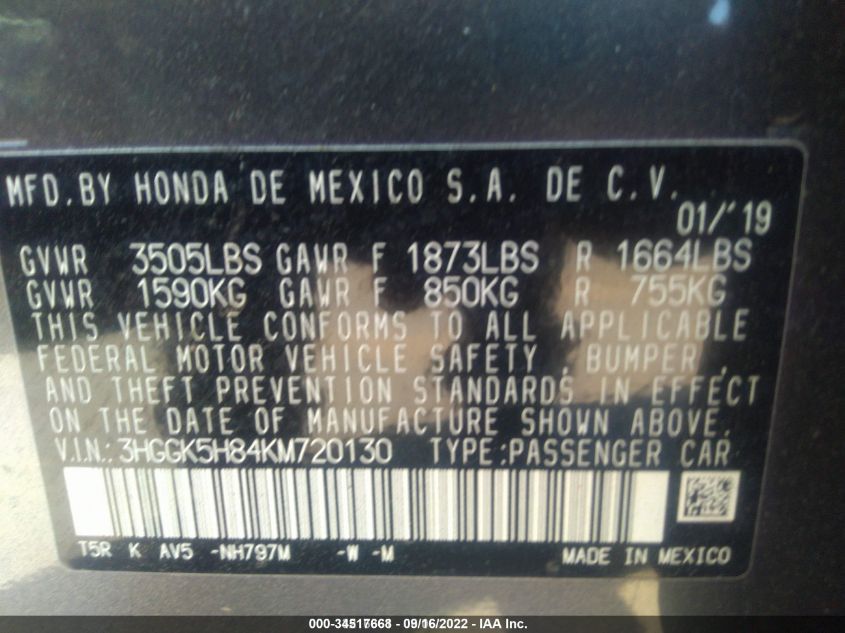 MFD.BY HONDA DE MEXICO S.A. DE C.V.
01/'19
GVWR 3505LBS GAWR F 1873LBS R 1664LBS
GVWR 1590KG GAWR F 850KG R 755KG
THIS VEHICLE CONFORMS TO ALL APPLICABLE
FEDERAL MOTOR VEHICLE SAFETY, BUMPER,
AND THEFT PREVENTION STANDARDS IN EFFECT
ON THE DATE OF MANUFACTURE SHOWN ABOVE.
V.I.N.:3HGGK5H84KM720130 TYPE:PASSENGER CAR
T5R K AV5 -NH797M -W -M MADE IN MEXICO
000-34517668 - 09/16/2022 - IAA Inc.